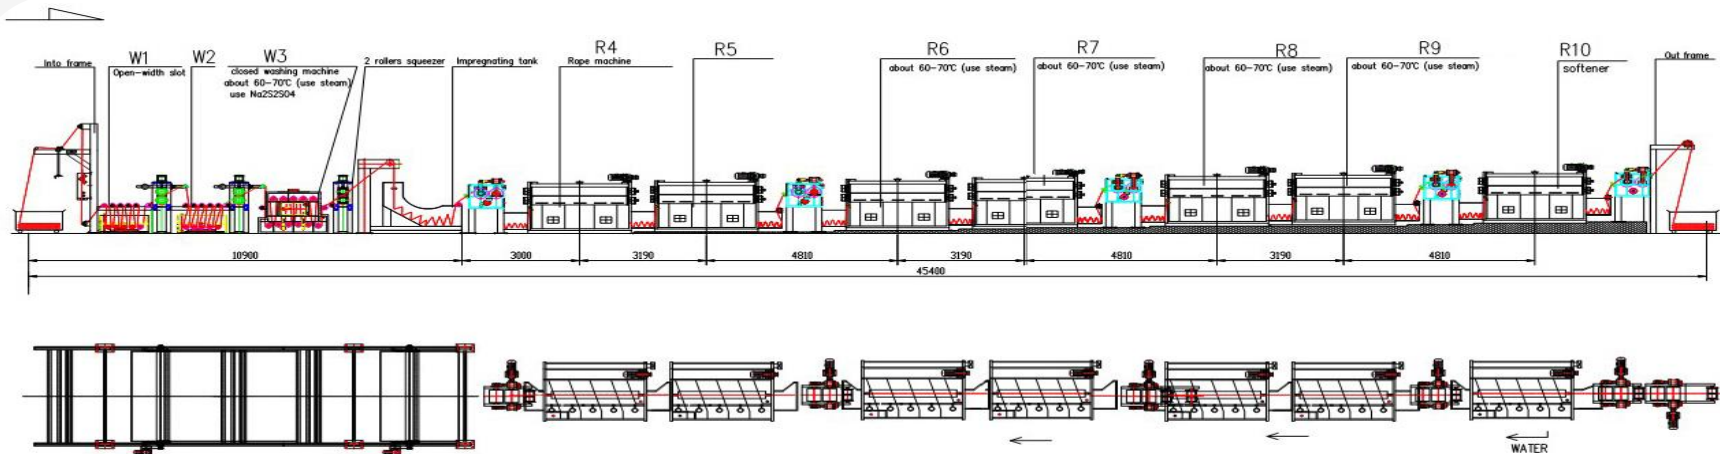 W1
W2
W3
R4
R5
R6
R7
R8
R9
R10
Into frame
Open-width slot
closed washing machine
about 60-70℃ (use steam)
use Na2S2S04
2 rollers squeezer
Impregnating tank
Rope machine
about 60-70℃ (use steam)
about 60-70℃ (use steam)
about 60-70℃ (use steam)
about 60-70℃ (use steam)
softener
Out frame
10900
3000
3190
4810
3190
4810
3190
4810
45400
WATER